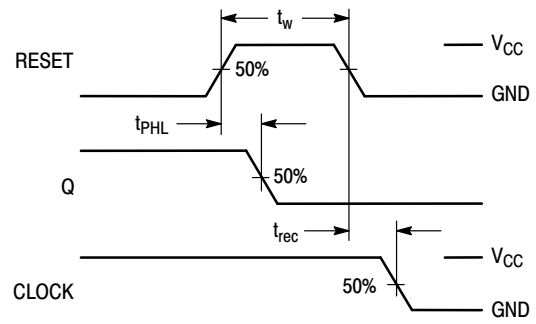 t_w
V_CC
RESET
50%
GND
t_PHL
50%
Q
t_rec
V_CC
50%
CLOCK
GND